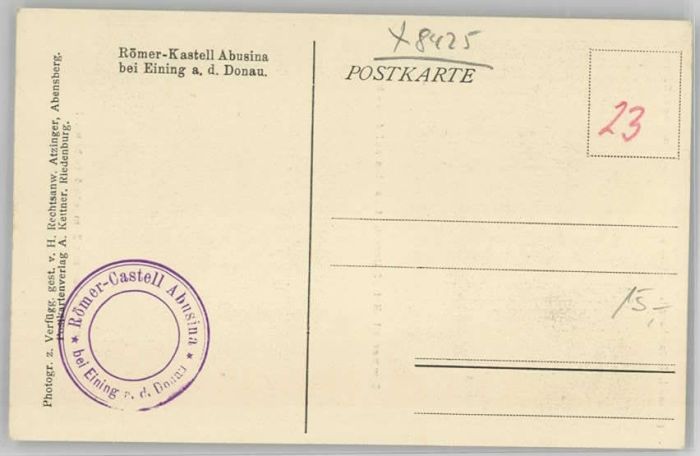 Römer-Kastell Abusina
bei Eining a. d. Donau.
Photogr. z. Verfügg. gest. v. H. Rechtsanw. Atzinger, Abensberg.
Postkartenverlag A. Kettner, Riedenburg.
★ Römer-Castell Abusina ★
bei Eining a. d. Donau
8425
POSTKARTE
23
15,-